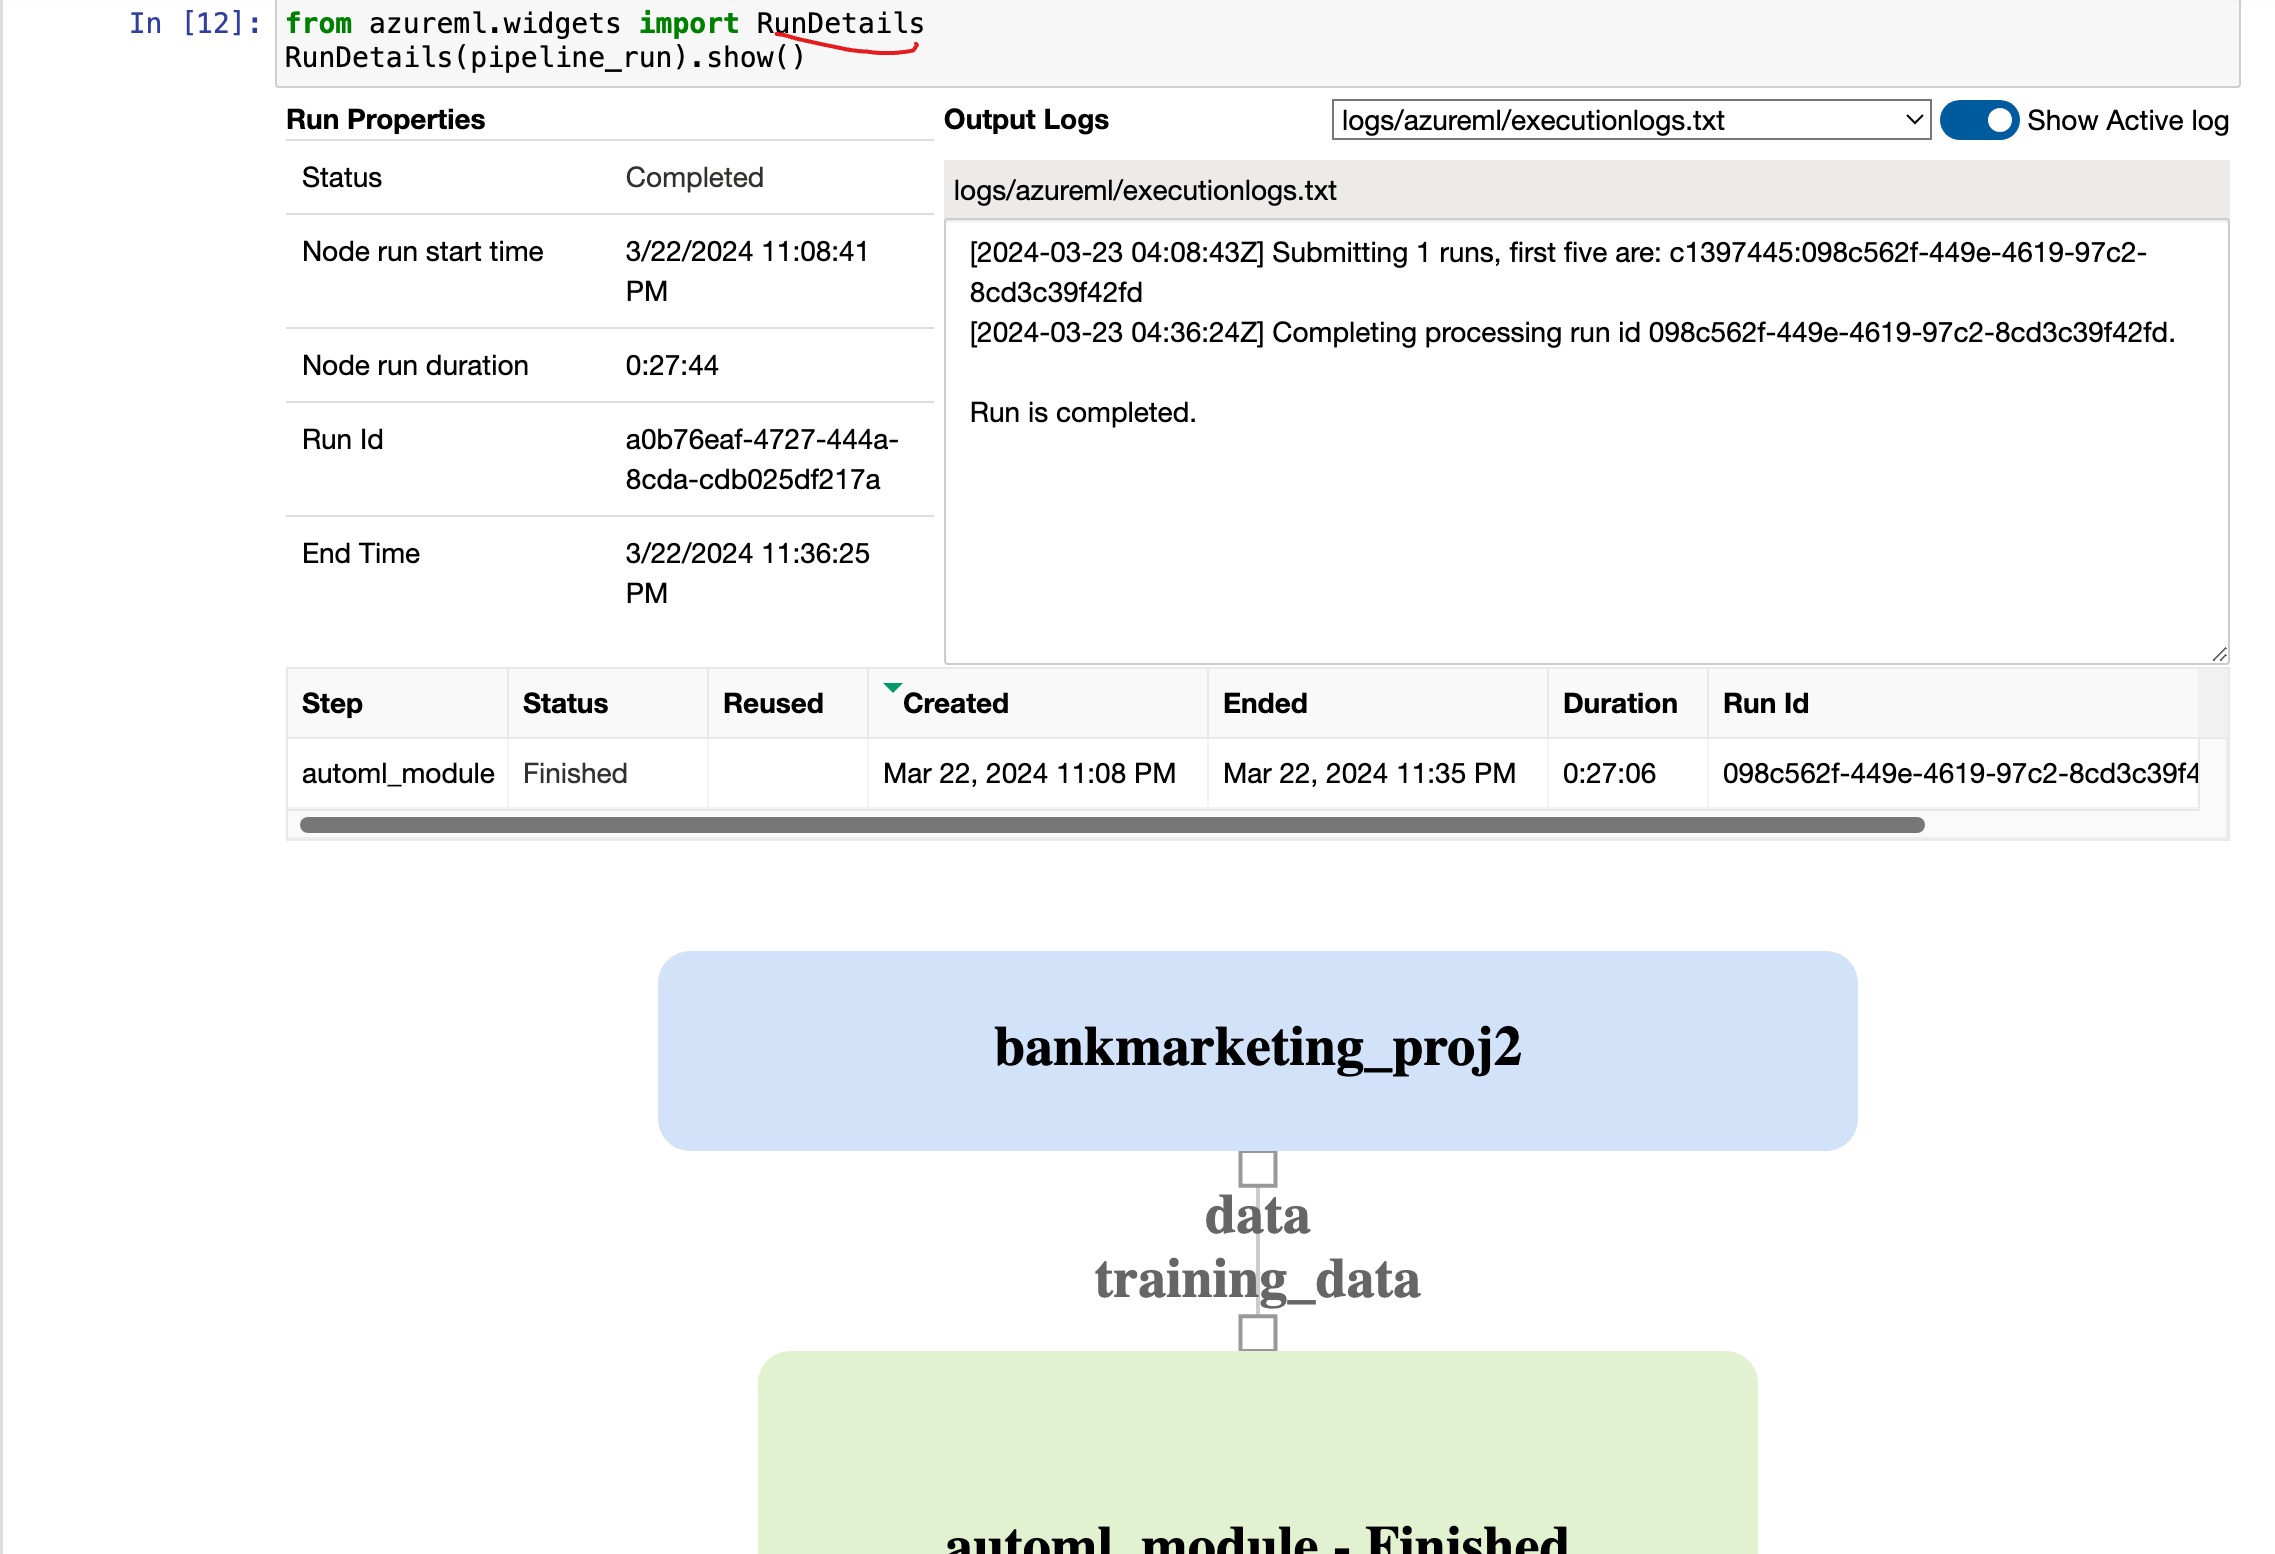 In [12]: from azureml.widgets import RunDetails
RunDetails(pipeline_run).show()
Run Properties
Status Completed
Node run start time 3/22/2024 11:08:41
PM
Node run duration 0:27:44
Run Id a0b76eaf-4727-444a-
8cda-cdb025df217a
End Time 3/22/2024 11:36:25
PM
Output Logs logs/azureml/executionlogs.txt Show Active log
logs/azureml/executionlogs.txt
[2024-03-23 04:08:43Z] Submitting 1 runs, first five are: c1397445:098c562f-449e-4619-97c2-
8cd3c39f42fd
[2024-03-23 04:36:24Z] Completing processing run id 098c562f-449e-4619-97c2-8cd3c39f42fd.
Run is completed.
Step Status Reused Created Ended Duration Run Id
automl_module Finished Mar 22, 2024 11:08 PM Mar 22, 2024 11:35 PM 0:27:06 098c562f-449e-4619-97c2-8cd3c39f4
bankmarketing_proj2
data
training_data
automl_module - Finished